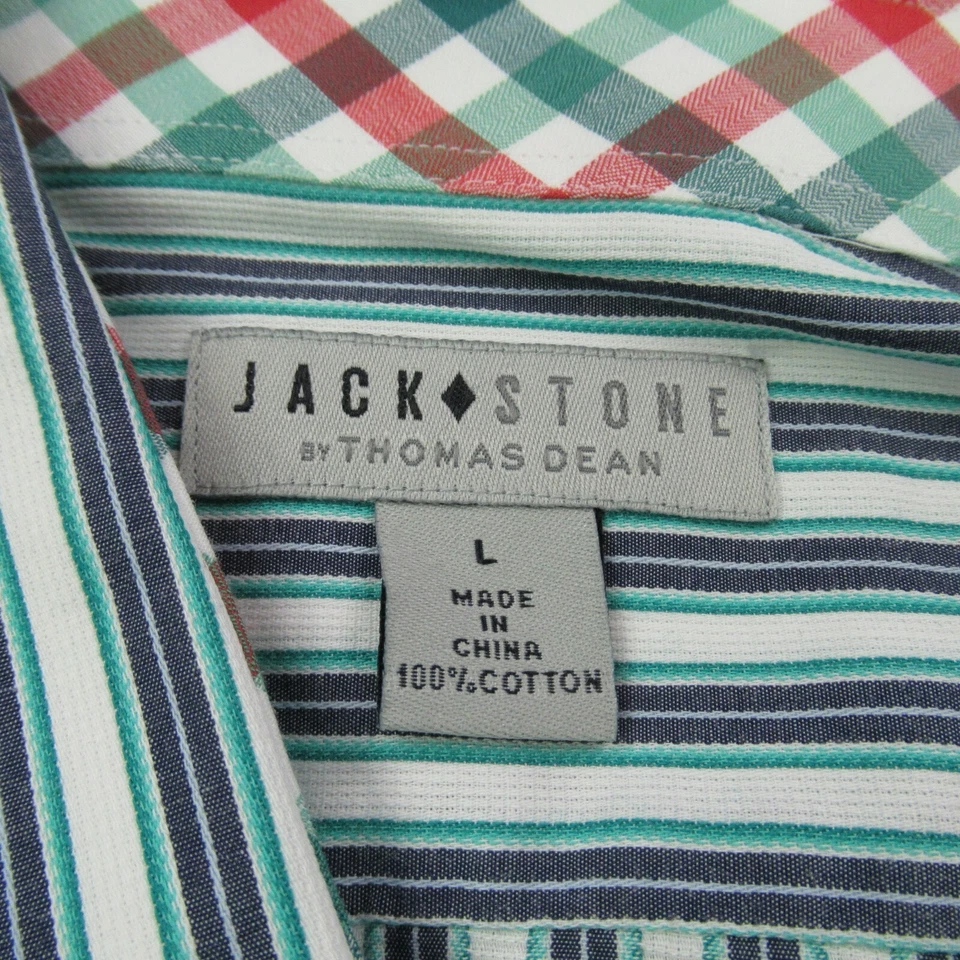 JACK♦STONE
BY THOMAS DEAN
L
MADE
IN
CHINA
100% COTTON